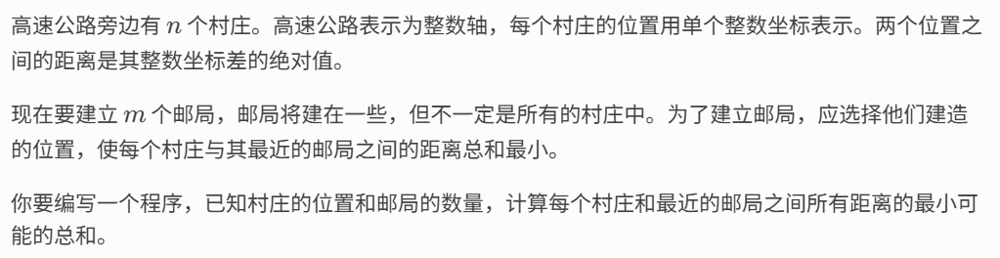 高速公路旁边有 n 个村庄。高速公路表示为整数轴，每个村庄的位置用单个整数坐标表示。两个位置之
间的距离是其整数坐标差的绝对值。
现在要建立 m 个邮局，邮局将建在一些，但不一定是所有的村庄中。为了建立邮局，应选择他们建造
的位置，使每个村庄与其最近的邮局之间的距离总和最小。
你要编写一个程序，已知村庄的位置和邮局的数量，计算每个村庄和最近的邮局之间所有距离的最小可
能的总和。